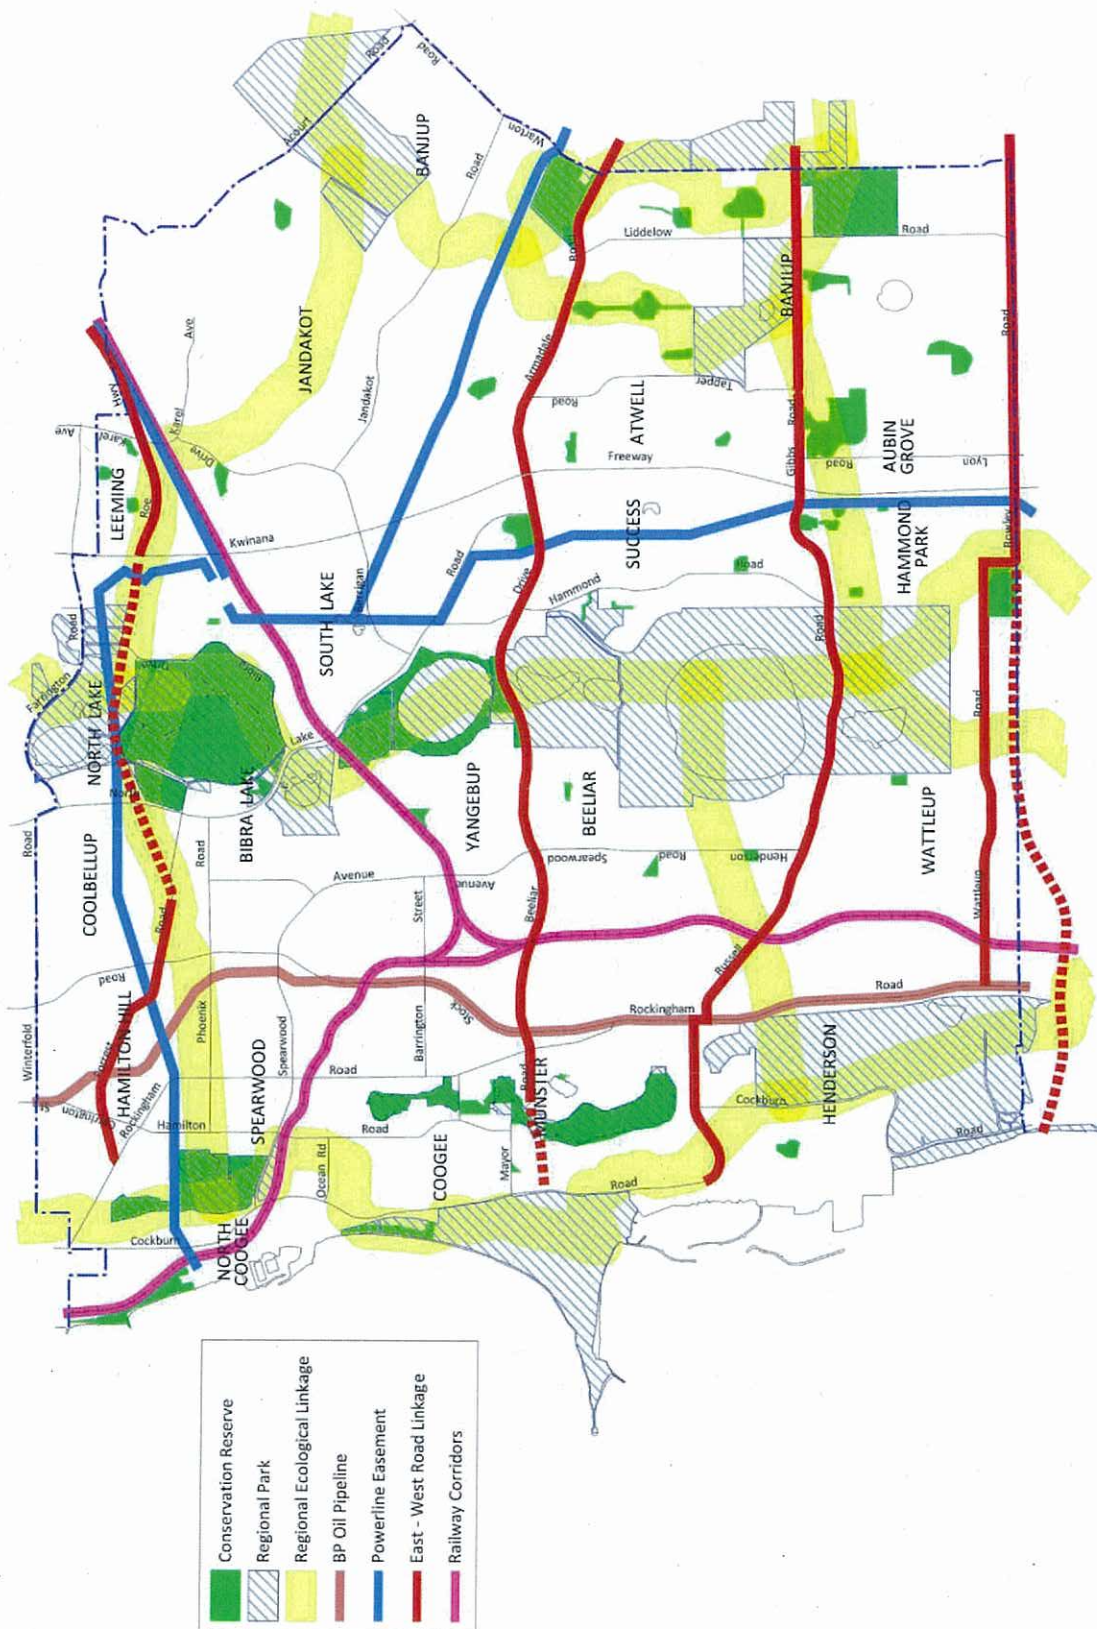 Conservation Reserve
Regional Park
Regional Ecological Linkage
BP Oil Pipeline
Powerline Easement
East - West Road Linkage
Railway Corridors
Winterfold
Road
Carrington
St
Forrest
HAMILTON HILL
Rockingham
Hamilton
Phoenix
Road
COOLBELLUP
Road
North
NORTH LAKE
Farrington
Road
Drive
LEEMING
Roe
Hwy
Karel
Ave
Karel
Ave
Drive
Kwinana
Freeway
JANDAKOT
Jandakot
Road
Acourt
Road
BANJUP
Warton
Road
NORTH
COOGEE
Cockburn
SPEARWOOD
Spearwood
Avenue
Road
BIBRA LAKE
Lake
SOUTH LAKE
Berrigan
Road
Ocean Rd
Road
Road
Barrington
Street
Stock
Avenue
YANGEBUP
COOGEE
Mayor
Road
MUNSTER
Beeliar
Drive
Hammond
Road
Armadale
Road
Road
Liddelow
Road
BEELIAR
Spearwood
SUCCESS
ATWELL
Tapper
Road
Henderson
Road
Rockingham
Road
Russell
Road
Gibbs
Road
BANJUP
Cockburn
Road
HENDERSON
Road
WATTLEUP
Wattleup
Road
HAMMOND
PARK
AUBIN
GROVE
Lyon
Road
Rowley
Road